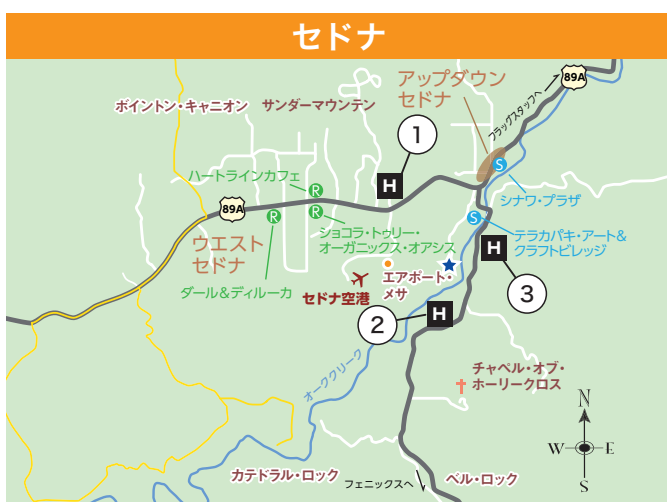 セドナ
アップダウン
セドナ
フラッグスタッフへ
89A
ボイントン・キャニオン
サンダーマウンテン
1
H
S
シナワ・プラザ
ハートラインカフェ
R
89A
R
R
ショコラ・トゥリー・
オーガニックス・オアシス
S
テラカパキ・アート&
クラフトビレッジ
ウエスト
セドナ
ダール&ディルーカ
セドナ空港
エアポート・
メサ
H
3
2
H
オーククリーク
チャペル・オブ・
ホーリークロス
N
W
E
S
カテドラル・ロック
フェニックスへ
ベル・ロック